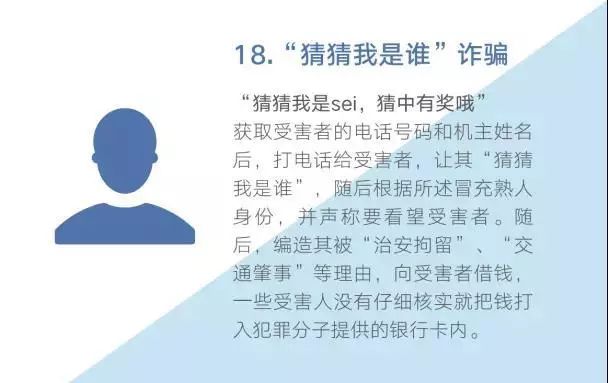 18.“猜猜我是谁”诈骗
“猜猜我是sei，猜中有奖哦”
获取受害者的电话号码和机主姓名
后，打电话给受害者，让其“猜猜
我是谁”，随后根据所述冒充熟人
身份，并声称要看望受害者。随
后，编造其被“治安拘留”、“交
通肇事”等理由，向受害者借钱，
一些受害人没有仔细核实就把钱打
入犯罪分子提供的银行卡内。